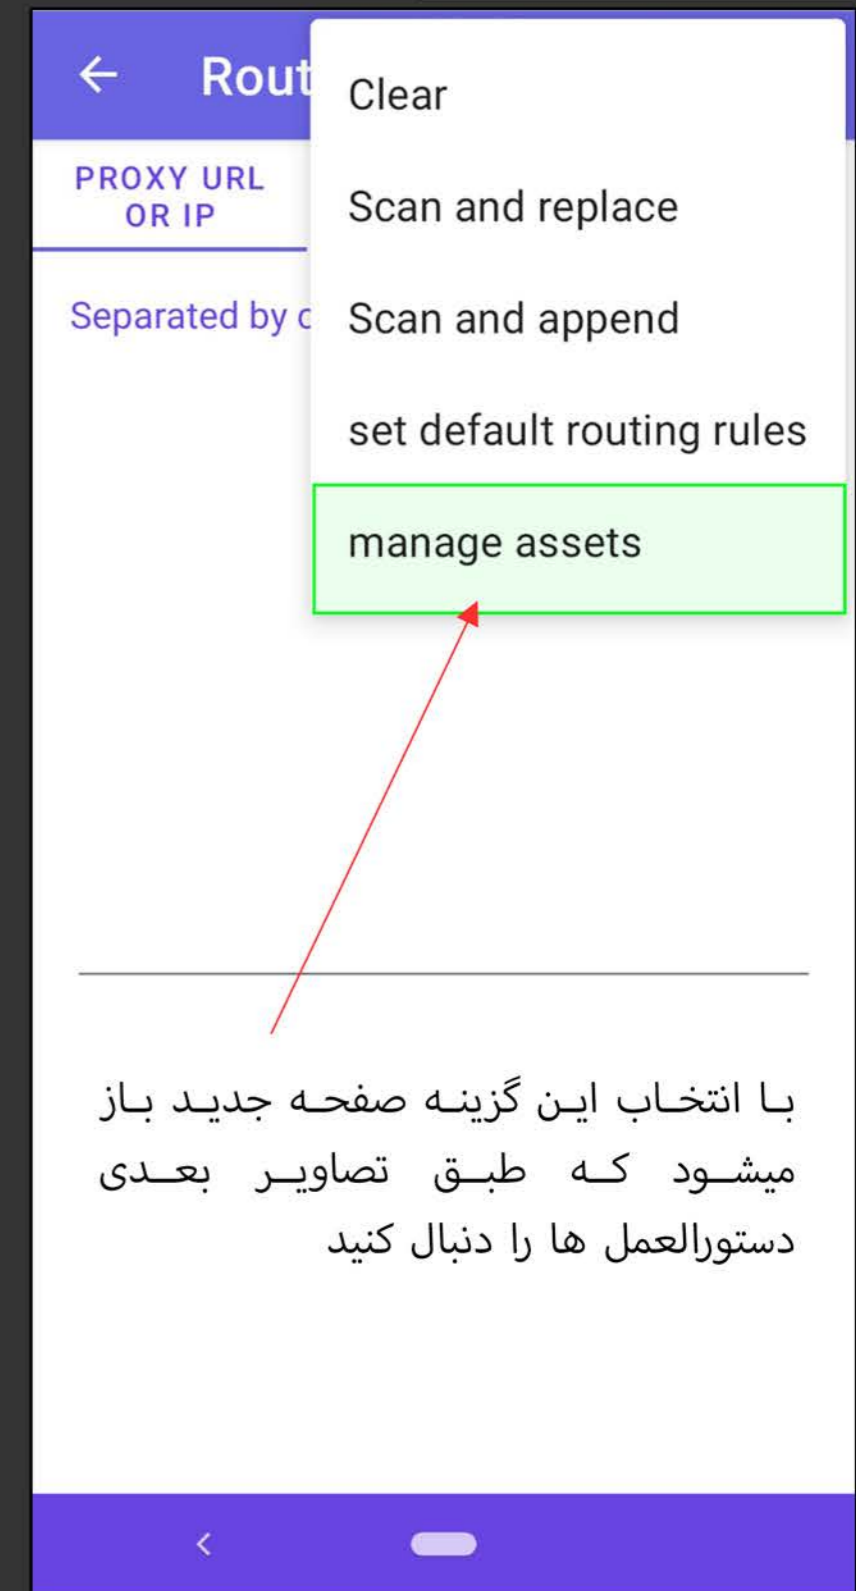 Rout
Clear
PROXY URL
OR IP
Scan and replace
Separated by
Scan and append
set default routing rules
manage assets
با انتخاب این گزینه صفحه جدید باز
میشود که طبق تصاویر بعدی
دستورالعمل ها را دنبال کنید